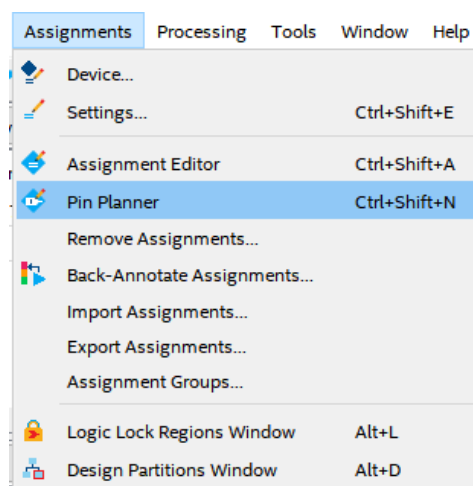 Assignments Processing Tools Window Help
Device...
Settings... Ctrl+Shift+E
Assignment Editor Ctrl+Shift+A
Pin Planner Ctrl+Shift+N
Remove Assignments...
Back-Annotate Assignments...
Import Assignments...
Export Assignments...
Assignment Groups...
Logic Lock Regions Window Alt+L
Design Partitions Window Alt+D